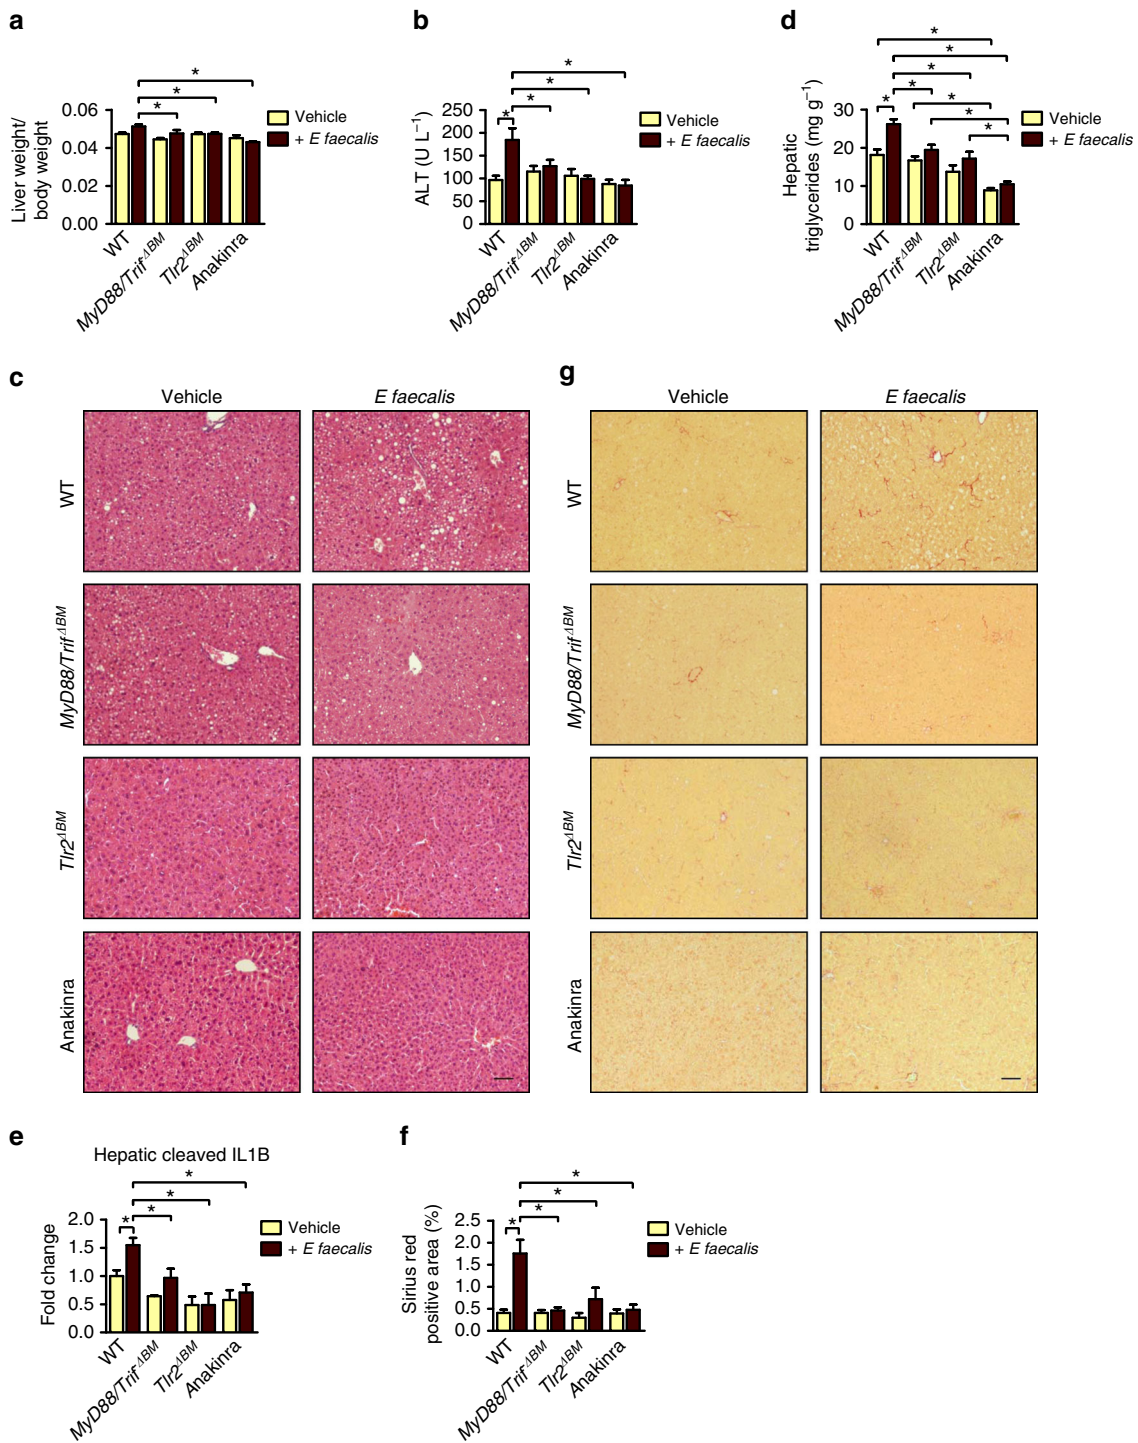 a
*
*
*
Liver weight/
body weight
0.06
0.04
0.02
0.00
Vehicle
+ E faecalis
WT
MyD88/Trif ΔBM
Tlr2ΔBM
Anakinra
b
*
*
*
*
ALT (U L−1)
250
200
150
100
50
0
Vehicle
+ E faecalis
WT
MyD88/Trif ΔBM
Tlr2ΔBM
Anakinra
d
*
*
*
*
*
*
*
*
Hepatic
triglycerides (mg g−1)
30
20
10
0
Vehicle
+ E faecalis
WT
MyD88/Trif ΔBM
Tlr2ΔBM
Anakinra
c
Vehicle
E faecalis
WT
MyD88/Trif ΔBM
Tlr2ΔBM
Anakinra
g
Vehicle
E faecalis
WT
MyD88/Trif ΔBM
Tlr2ΔBM
Anakinra
e
Hepatic cleaved IL1B
*
*
*
*
Fold change
2.0
1.5
1.0
0.5
0.0
Vehicle
+ E faecalis
WT
MyD88/Trif ΔBM
Tlr2ΔBM
Anakinra
f
*
*
*
*
Sirius red
positive area (%)
2.5
2.0
1.5
1.0
0.5
0.0
Vehicle
+ E faecalis
WT
MyD88/Trif ΔBM
Tlr2ΔBM
Anakinra